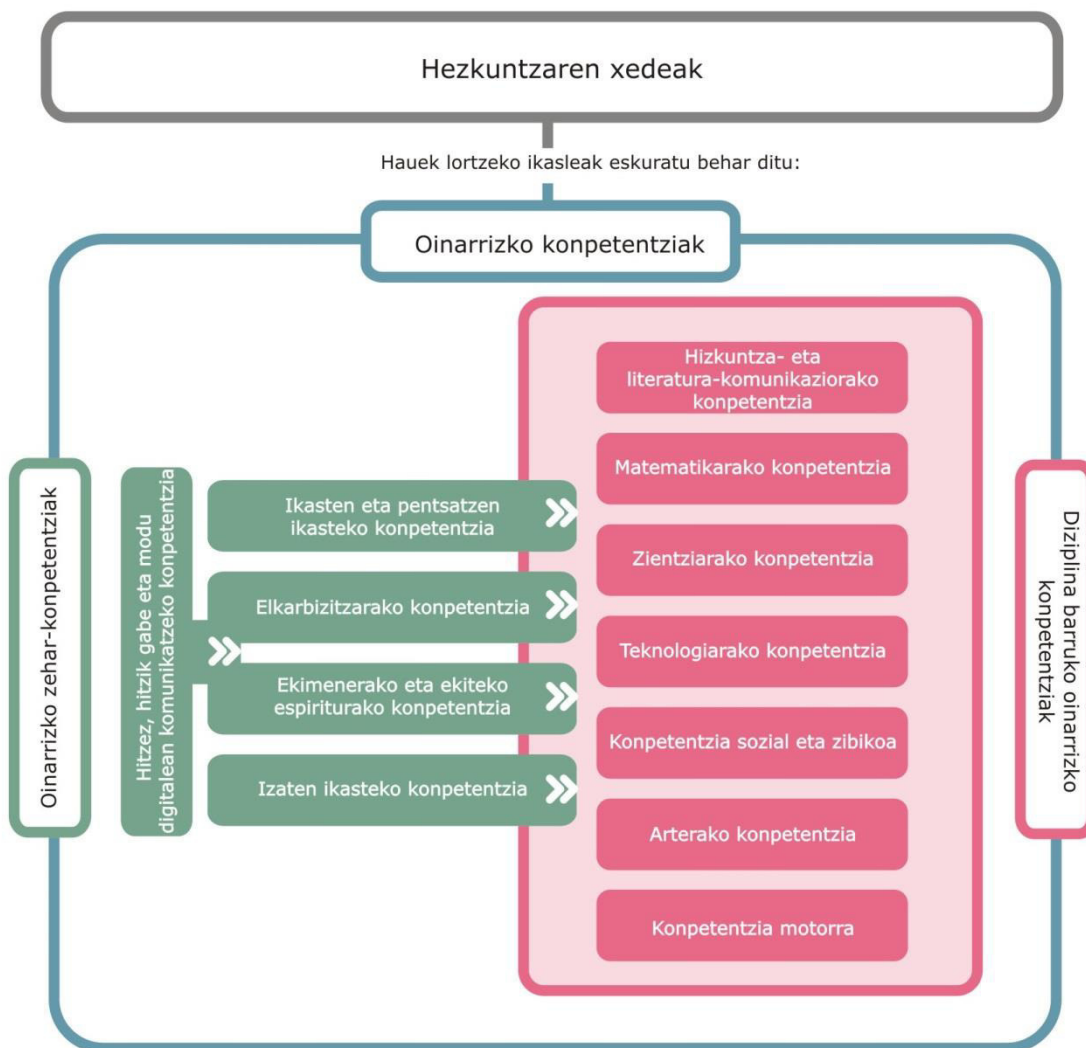 Hezkuntzaren xedeak
Hauek lortzeko ikasleak eskuratu behar ditu:
Oinarrizko konpetentziak
Oinarrizko zehar-konpetentziak
Hitzez, hitzik gabe eta modu
digitalean komunikatzeko konpetentzia
Ikasten eta pentsatzen
ikasteko konpetentzia
Elkarbizitzarako konpetentzia
Ekimenerako eta ekiteko
espiriturako konpetentzia
Izaten ikasteko konpetentzia
Hizkuntza- eta
literatura-komunikaziorako
konpetentzia
Matematikarako konpetentzia
Zientziarako konpetentzia
Teknologiarako konpetentzia
Konpetentzia sozial eta zibikoa
Arterako konpetentzia
Konpetentzia motorra
Diziplina barruko oinarrizko
konpetentziak